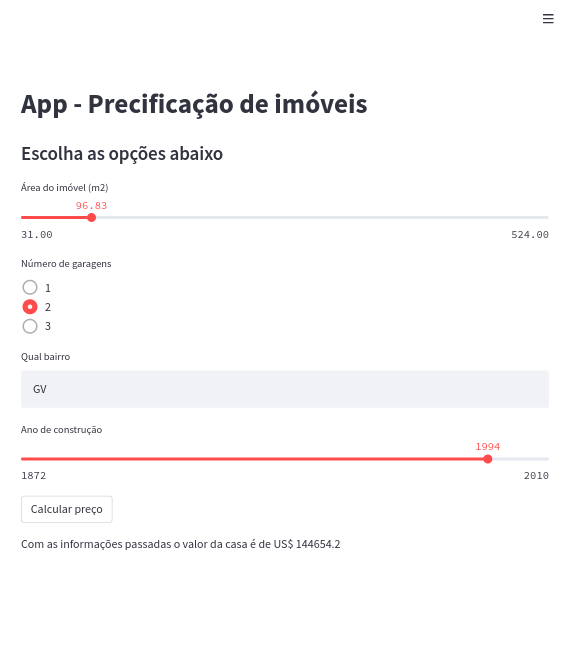 App - Precificação de imóveis
Escolha as opções abaixo
Área do imóvel (m2)
96.83
31.00 524.00
Número de garagens
1
2
3
Qual bairro
GV
Ano de construção
1994
1872 2010
Calcular preço
Com as informações passadas o valor da casa é de US$ 144654.2